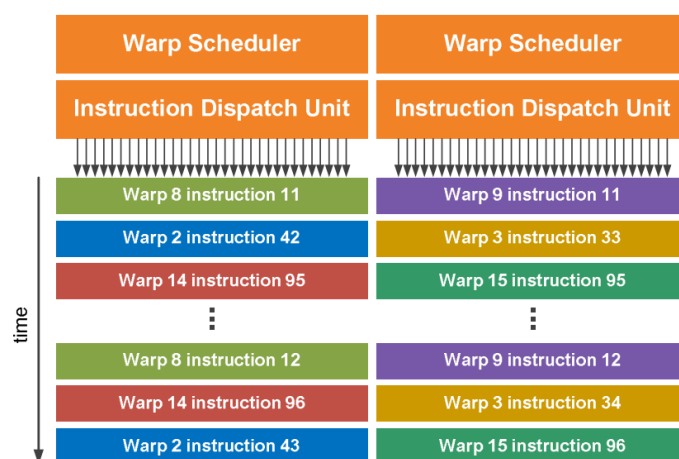 Warp Scheduler
Warp Scheduler
Instruction Dispatch Unit
Instruction Dispatch Unit
Warp 8 instruction 11
Warp 9 instruction 11
Warp 2 instruction 42
Warp 3 instruction 33
Warp 14 instruction 95
Warp 15 instruction 95
time
Warp 8 instruction 12
Warp 9 instruction 12
Warp 14 instruction 96
Warp 3 instruction 34
Warp 2 instruction 43
Warp 15 instruction 96